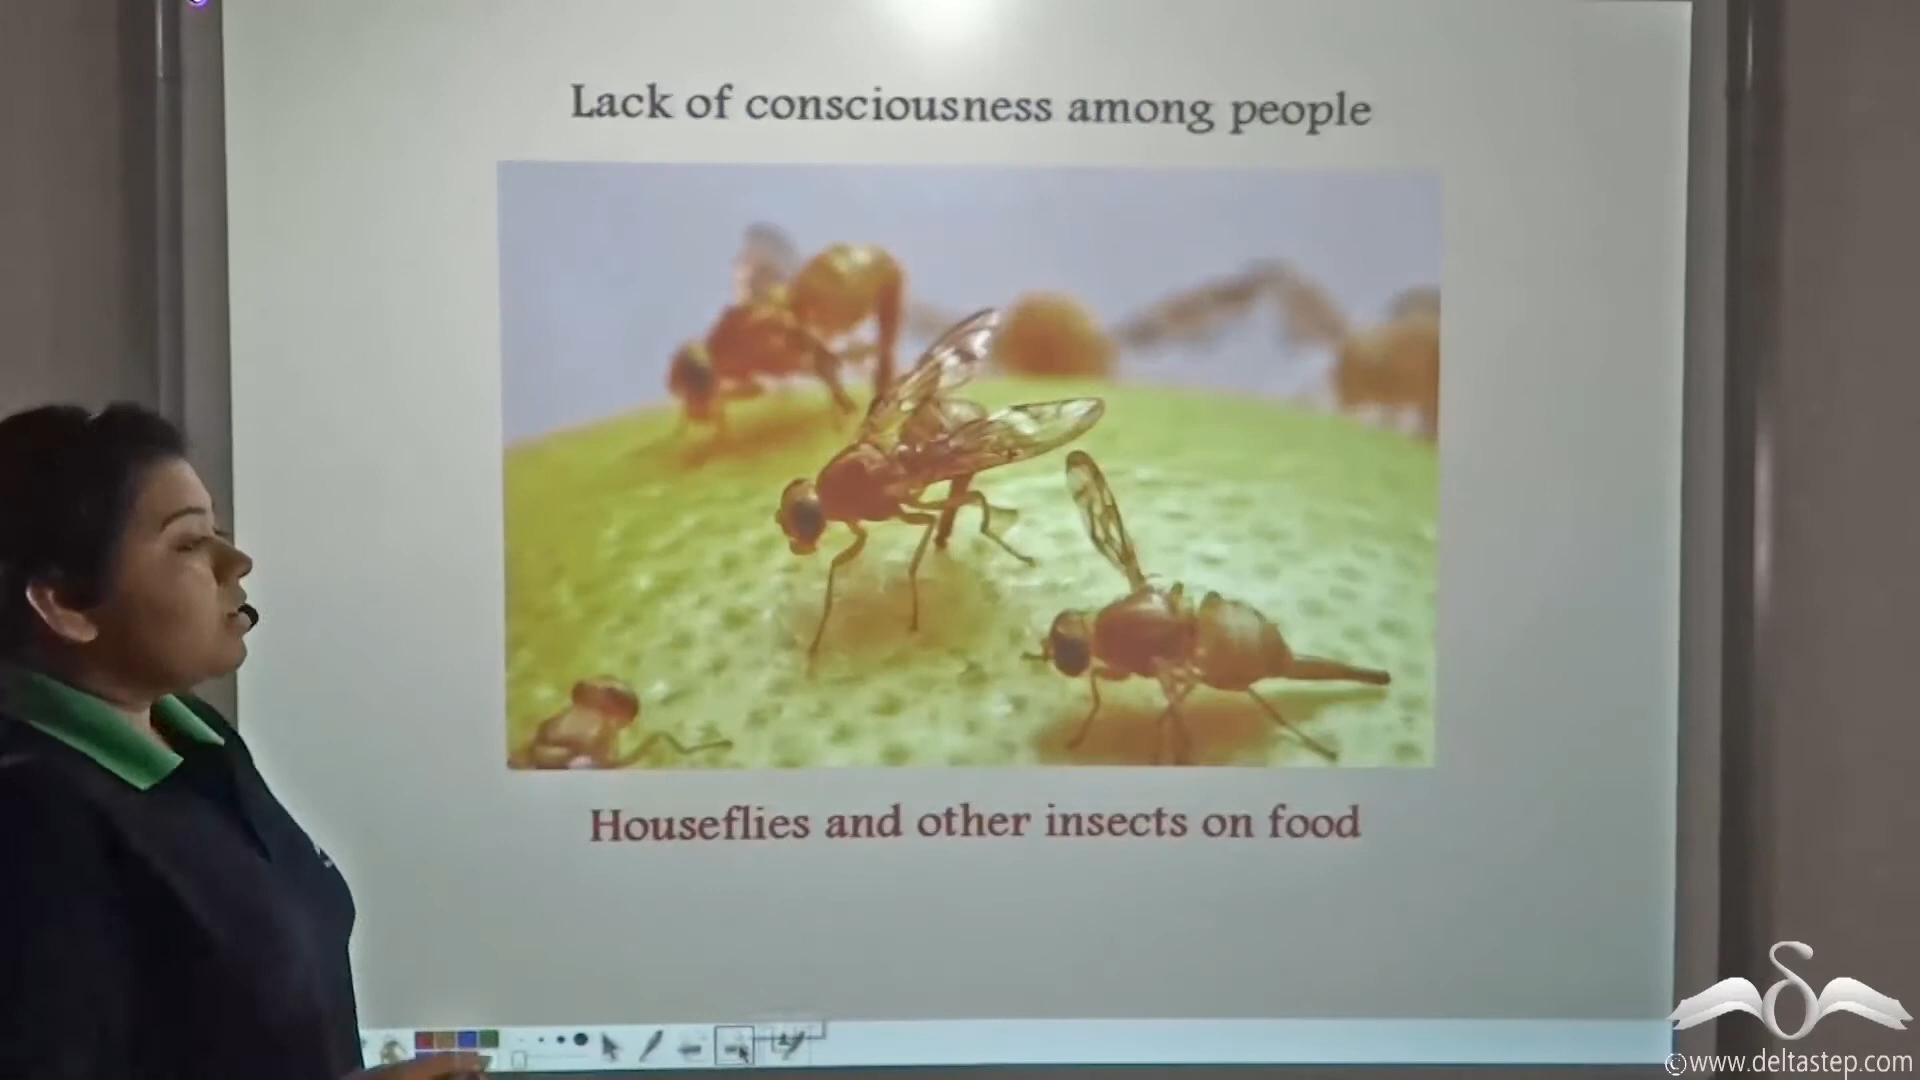 Lack of consciousness among people
Houseflies and other insects on food
©www.deltastep.com